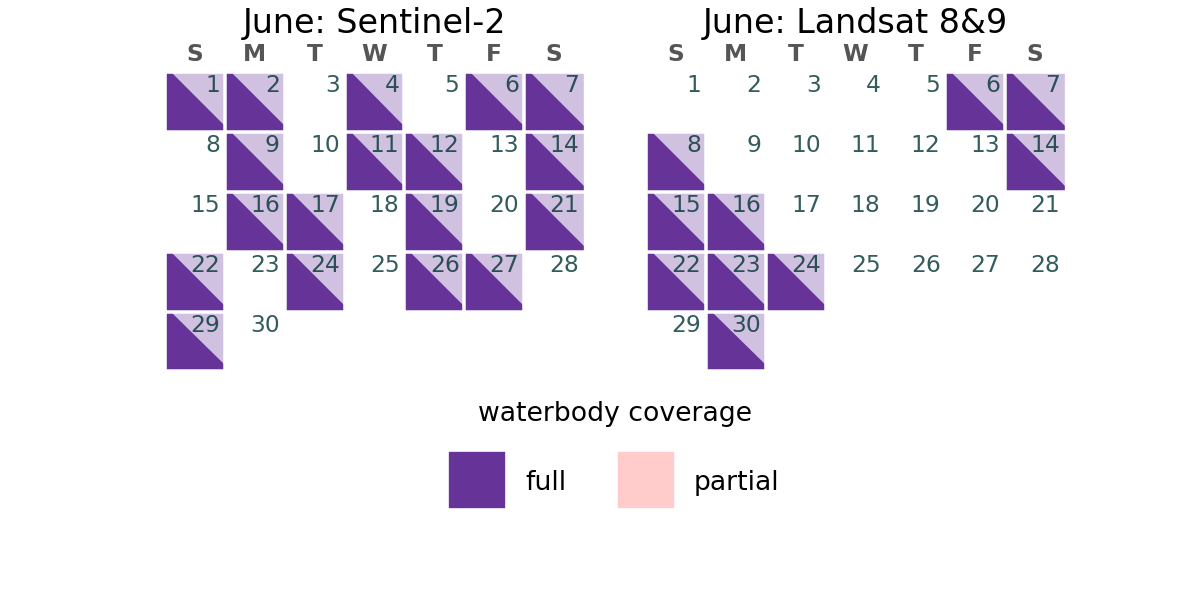 June: Sentinel-2
S M T W T F S
1 2 3 4 5 6 7
8 9 10 11 12 13 14
15 16 17 18 19 20 21
22 23 24 25 26 27 28
29 30
June: Landsat 8&9
S M T W T F S
1 2 3 4 5 6 7
8 9 10 11 12 13 14
15 16 17 18 19 20 21
22 23 24 25 26 27 28
29 30
waterbody coverage
full
partial